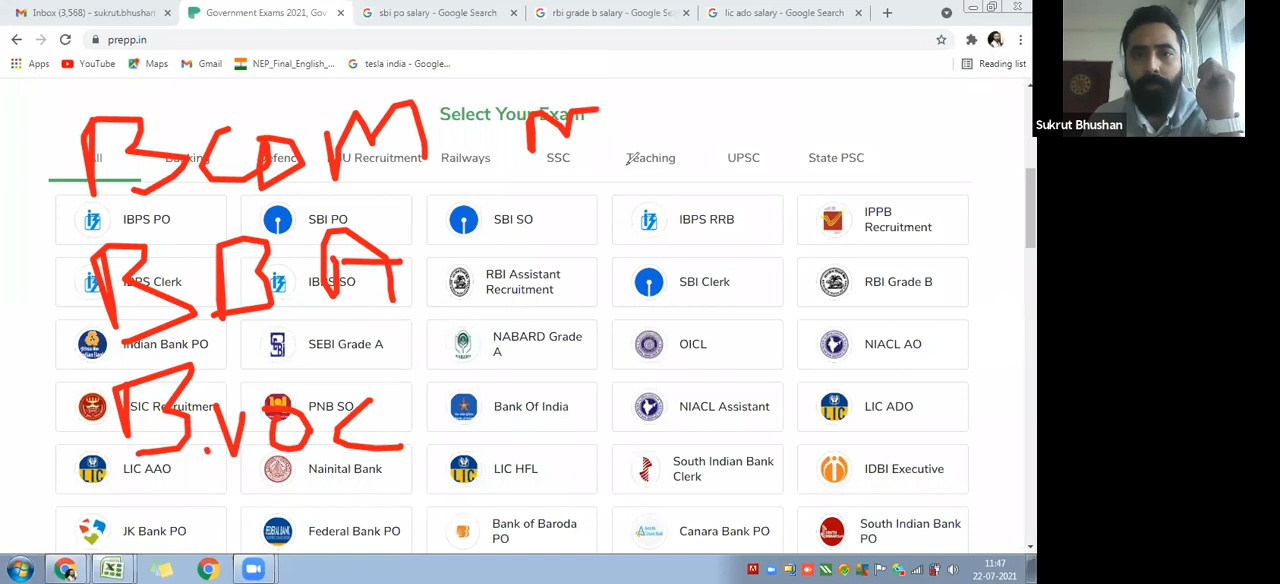 Inbox (3,568) - sukrut.bhushan
Government Exams 2021, Gov
sbi po salary - Google Search
rbi grade b salary - Google Sea
lic ado salary - Google Search
prepp.in
Apps YouTube Maps Gmail NEP_Final_English_... tesla india - Google... Reading list
Sukrut Bhushan
Select Your Exam
BCOM
Railways SSC Teaching UPSC State PSC
IBPS PO SBI PO SBI SO IBPS RRB IPPB Recruitment
B.BA
IBPS Clerk IBPS SO RBI Assistant Recruitment SBI Clerk RBI Grade B
Indian Bank PO SEBI Grade A NABARD Grade A OICL NIACL AO
B.VOC
PNB SO Bank Of India NIACL Assistant LIC ADO
LIC AAO Nainital Bank LIC HFL South Indian Bank Clerk IDBI Executive
JK Bank PO Federal Bank PO Bank of Baroda PO Canara Bank PO South Indian Bank PO
11:47
22-07-2021